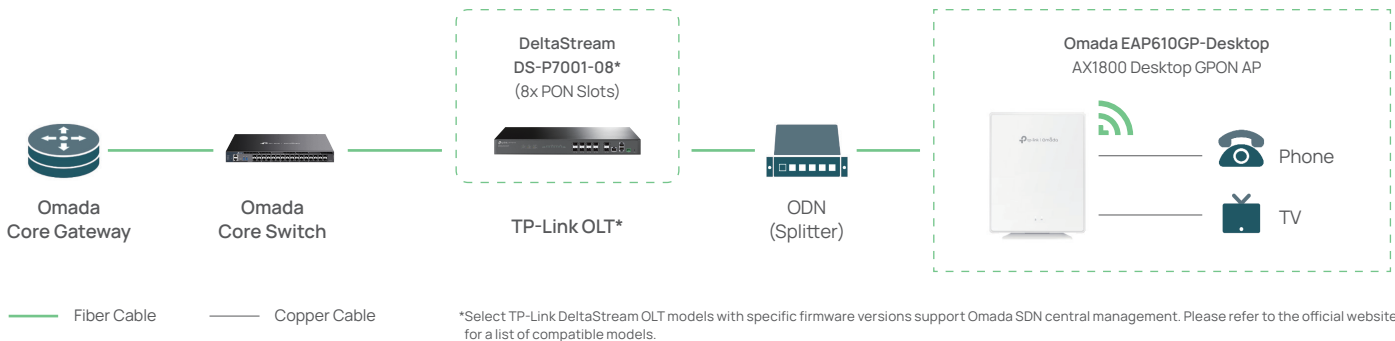 DeltaStream
DS-P7001-08*
(8x PON Slots)
Omada EAP610GP-Desktop
AX1800 Desktop GPON AP
Phone
TV
Omada
Core Gateway
Omada
Core Switch
TP-Link OLT*
ODN
(Splitter)
Fiber Cable
Copper Cable
*Select TP-Link DeltaStream OLT models with specific firmware versions support Omada SDN central management. Please refer to the official website
for a list of compatible models.